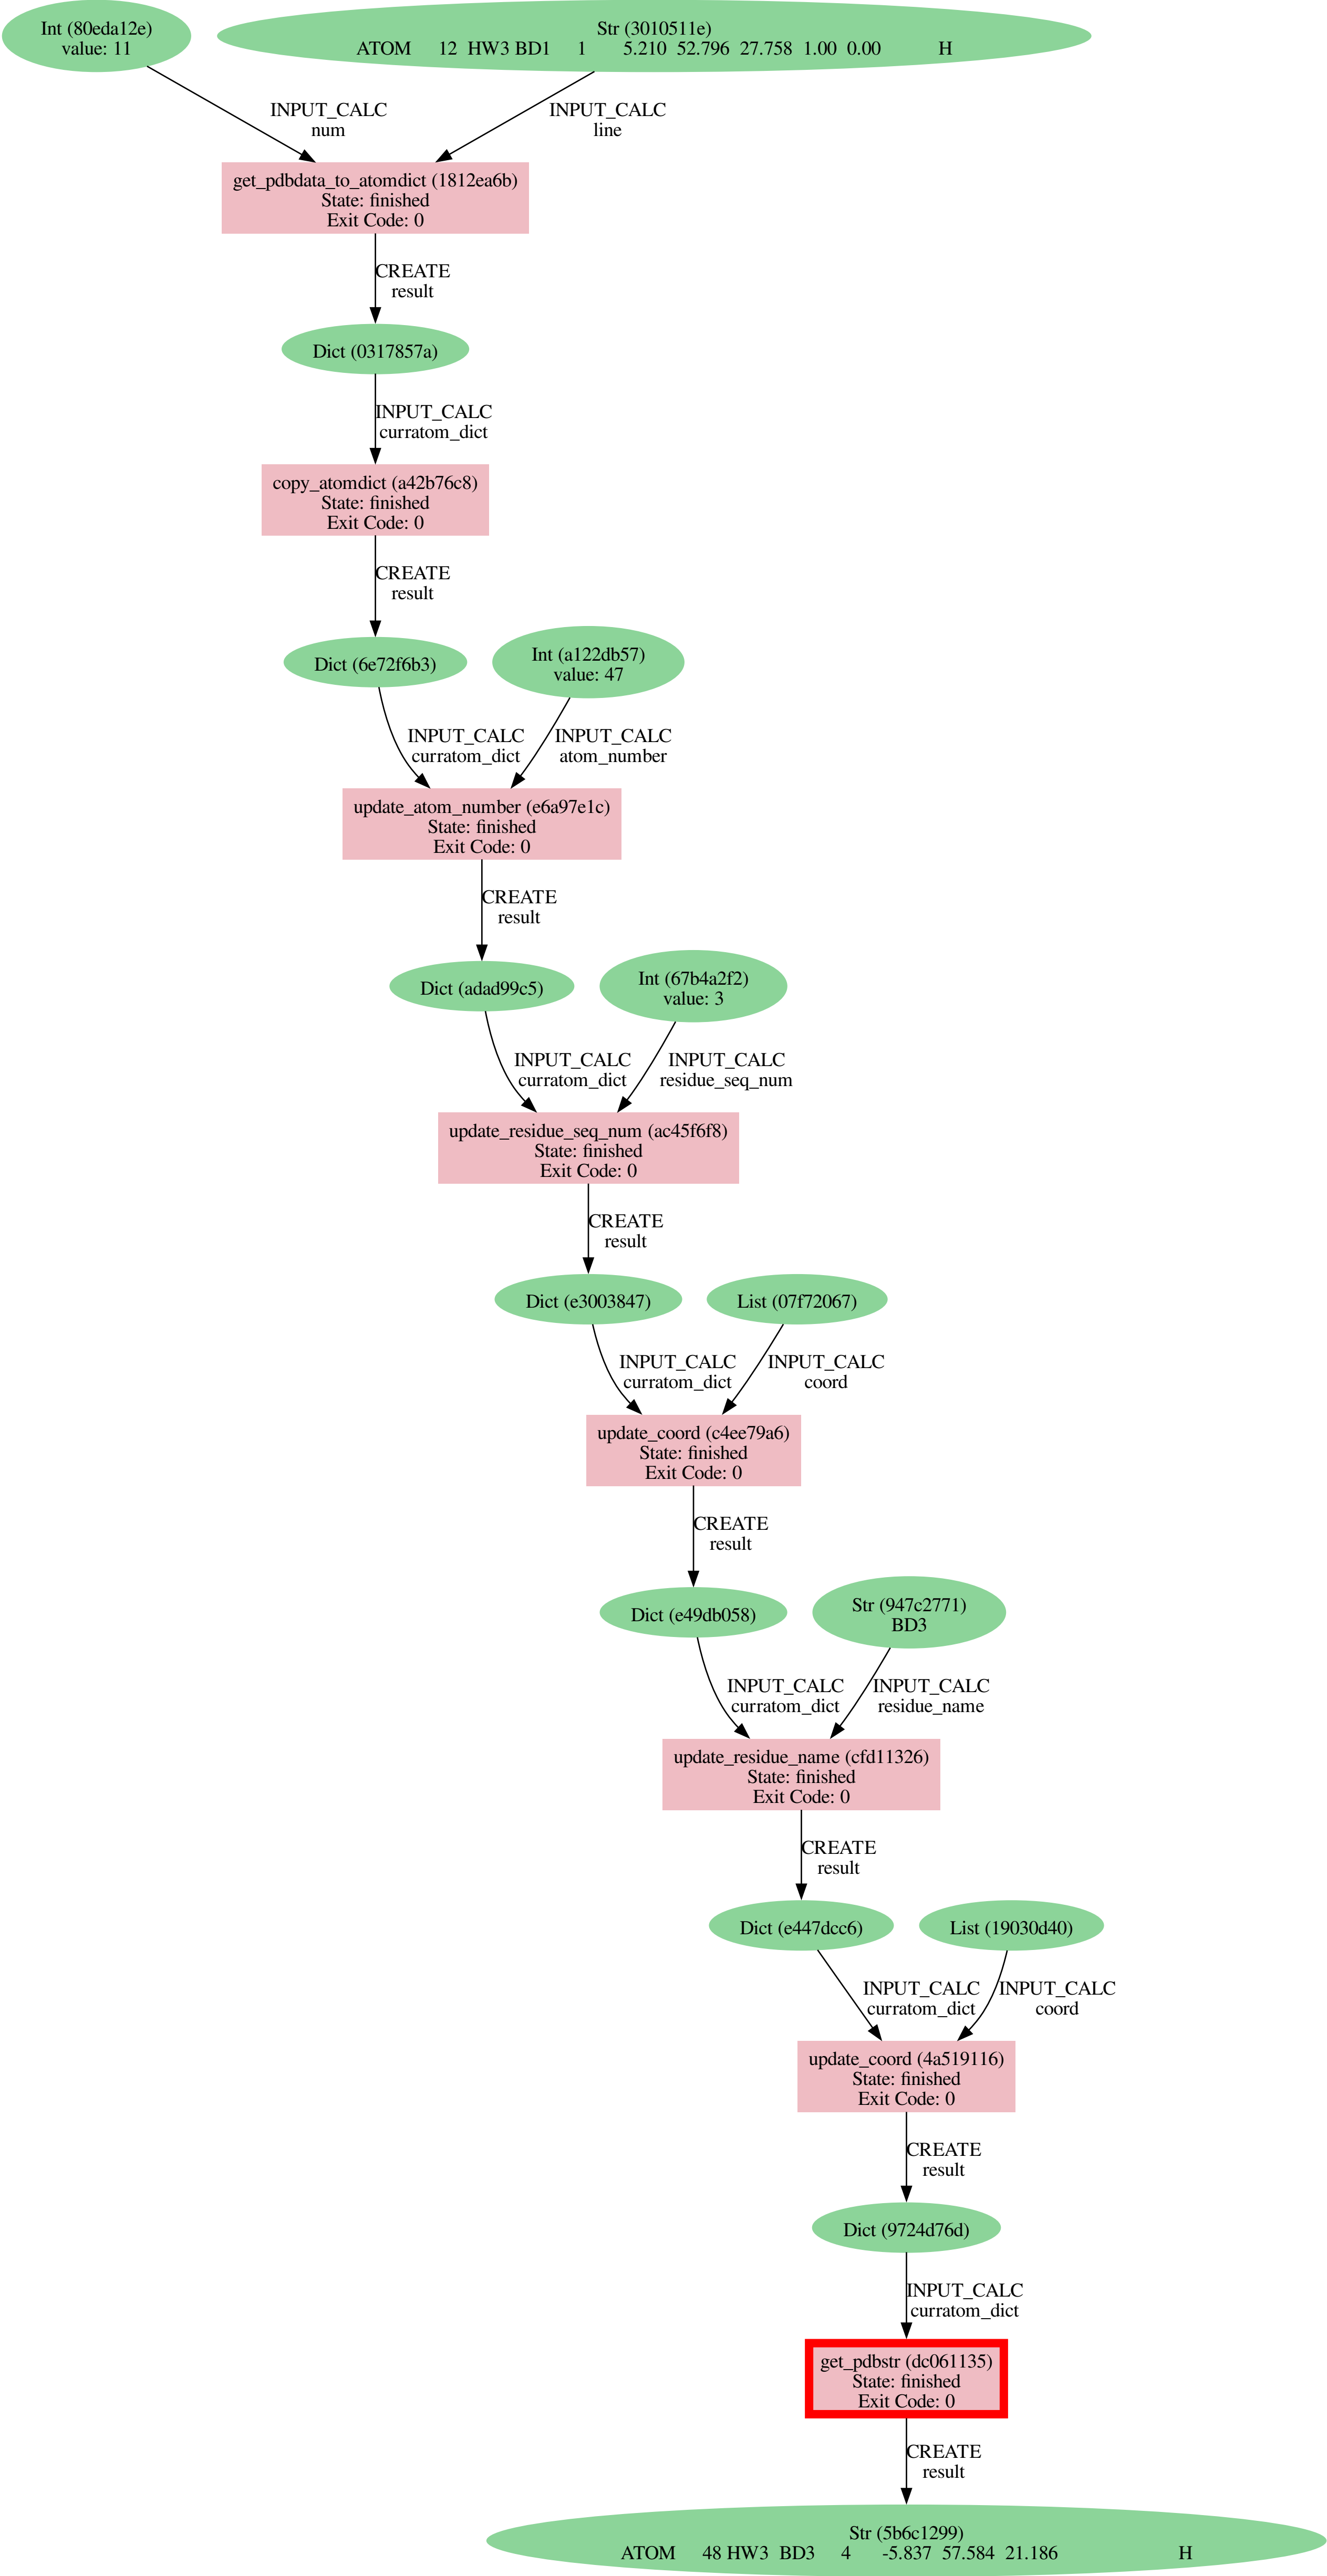 Int (80eda12e)
value: 11
Str (3010511e)
ATOM     12  HW3 BD1     1       5.210  52.796  27.758  1.00  0.00           H
INPUT_CALC
num
INPUT_CALC
line
get_pdbdata_to_atomdict (1812ea6b)
State: finished
Exit Code: 0
CREATE
result
Dict (0317857a)
INPUT_CALC
curratom_dict
copy_atomdict (a42b76c8)
State: finished
Exit Code: 0
CREATE
result
Dict (6e72f6b3)
Int (a122db57)
value: 47
INPUT_CALC
curratom_dict
INPUT_CALC
atom_number
update_atom_number (e6a97e1c)
State: finished
Exit Code: 0
CREATE
result
Dict (adad99c5)
Int (67b4a2f2)
value: 3
INPUT_CALC
curratom_dict
INPUT_CALC
residue_seq_num
update_residue_seq_num (ac45f6f8)
State: finished
Exit Code: 0
CREATE
result
Dict (e3003847)
List (07f72067)
INPUT_CALC
curratom_dict
INPUT_CALC
coord
update_coord (c4ee79a6)
State: finished
Exit Code: 0
CREATE
result
Dict (e49db058)
Str (947c2771)
BD3
INPUT_CALC
curratom_dict
INPUT_CALC
residue_name
update_residue_name (cfd11326)
State: finished
Exit Code: 0
CREATE
result
Dict (e447dcc6)
List (19030d40)
INPUT_CALC
curratom_dict
INPUT_CALC
coord
update_coord (4a519116)
State: finished
Exit Code: 0
CREATE
result
Dict (9724d76d)
INPUT_CALC
curratom_dict
get_pdbstr (dc061135)
State: finished
Exit Code: 0
CREATE
result
Str (5b6c1299)
ATOM     48 HW3  BD3     4      -5.837  57.584  21.186                       H